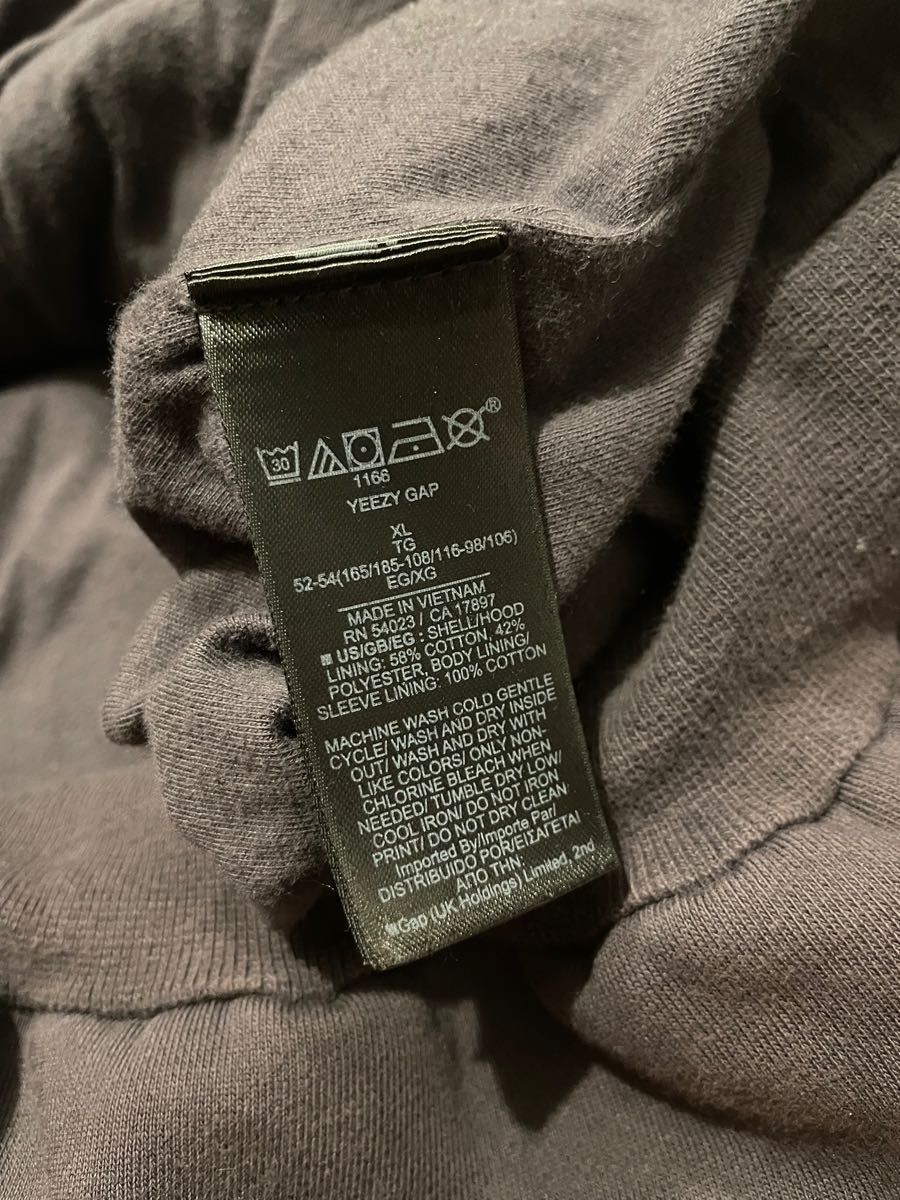 30
®
1166
YEEZY GAP
XL
TG
52-54(165/185-108/116-98/106)
EG/XG
MADE IN VIETNAM
RN 54023 / CA 17897
■ US/GB/EG : SHELL/HOOD
LINING: 58% COTTON, 42%
POLYESTER, BODY LINING/
SLEEVE LINING: 100% COTTON
MACHINE WASH COLD GENTLE
CYCLE/ WASH AND DRY INSIDE
OUT/ WASH AND DRY WITH
LIKE COLORS/ ONLY NON-
CHLORINE BLEACH WHEN
NEEDED/ TUMBLE DRY LOW/
COOL IRON/ DO NOT IRON
PRINT/ DO NOT DRY CLEAN
Imported By/Importe Par/
DISTRIBUIDO POR/ΕΙΣΑΓΕΤΑΙ
ΑΠΟ ΤΗΝ:
■Gap (UK Holdings) Limited, 2nd